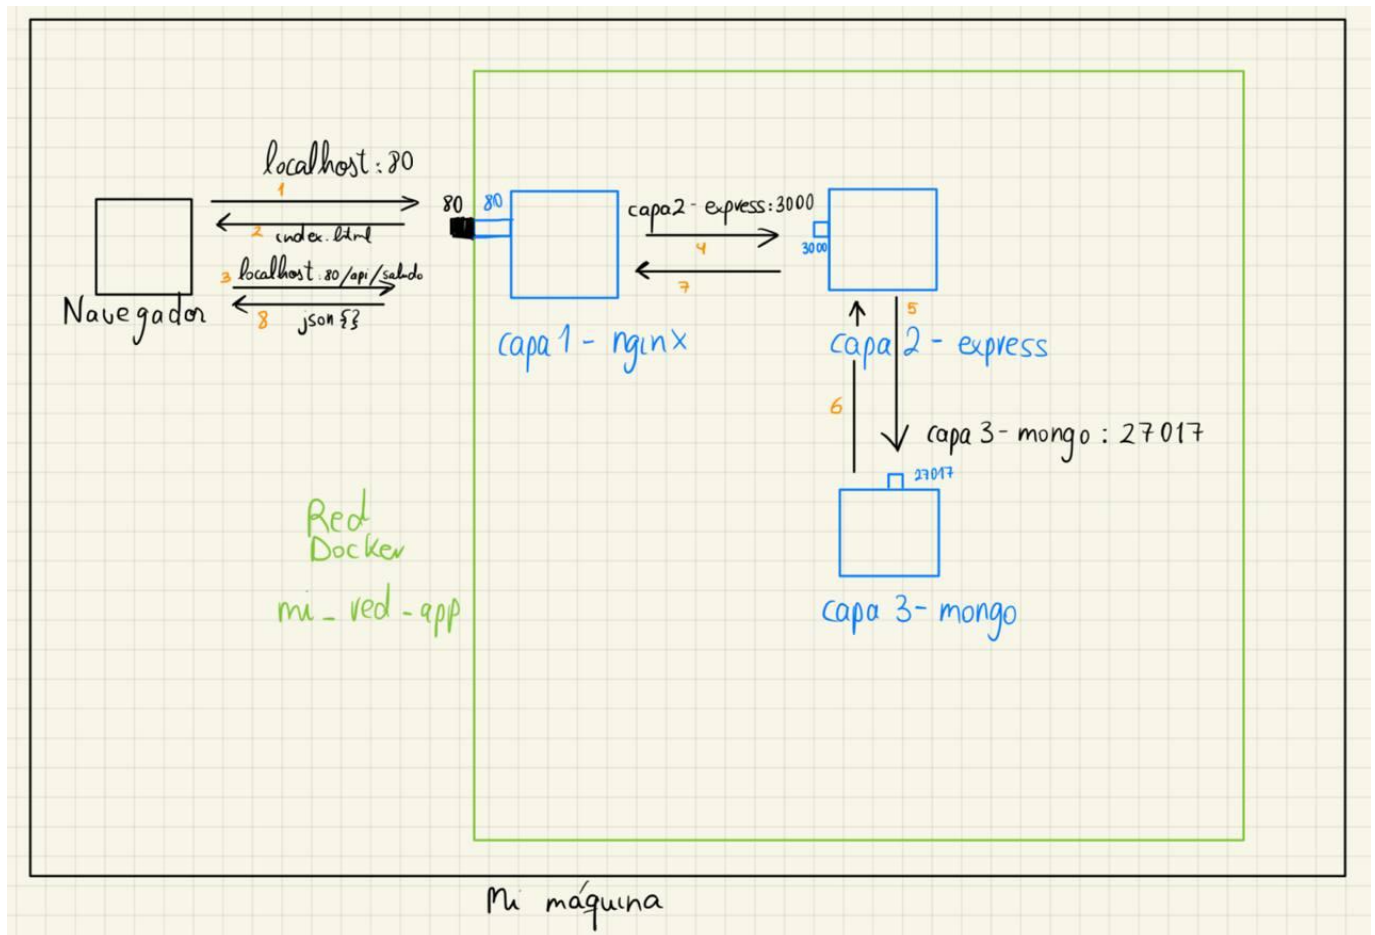 localhost:80
1
2 index.html
3 localhost:80/api/saludo
8 json {}
Navegador
80 80
capa 1 - nginx
capa2 - express:3000
4
7
3000
capa 2 - express
5
6
capa 3 - mongo : 27017
27017
capa 3 - mongo
Red
Docker
mi_red-app
Mi máquina